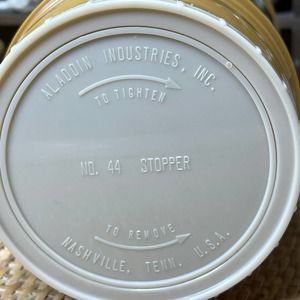 ALADDIN INDUSTRIES, INC.
TO TIGHTEN
NO. 44 STOPPER
TO REMOVE
NASHVILLE, TENN. U.S.A.